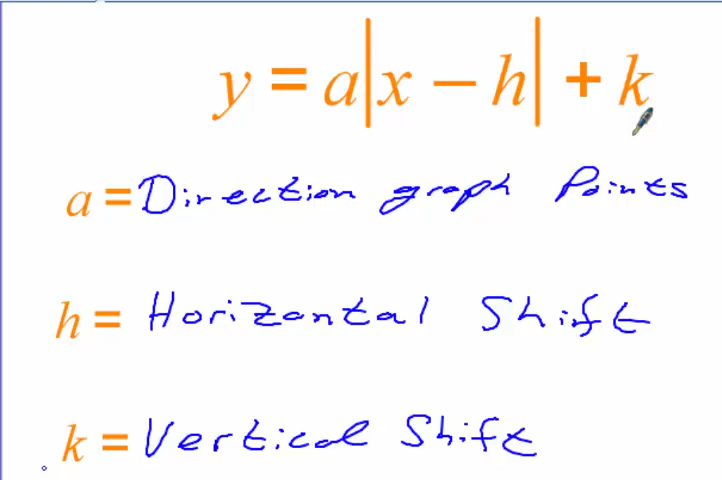 y = a|x − h| + k
a = Direction graph Points
h = Horizontal Shift
k = Vertical Shift